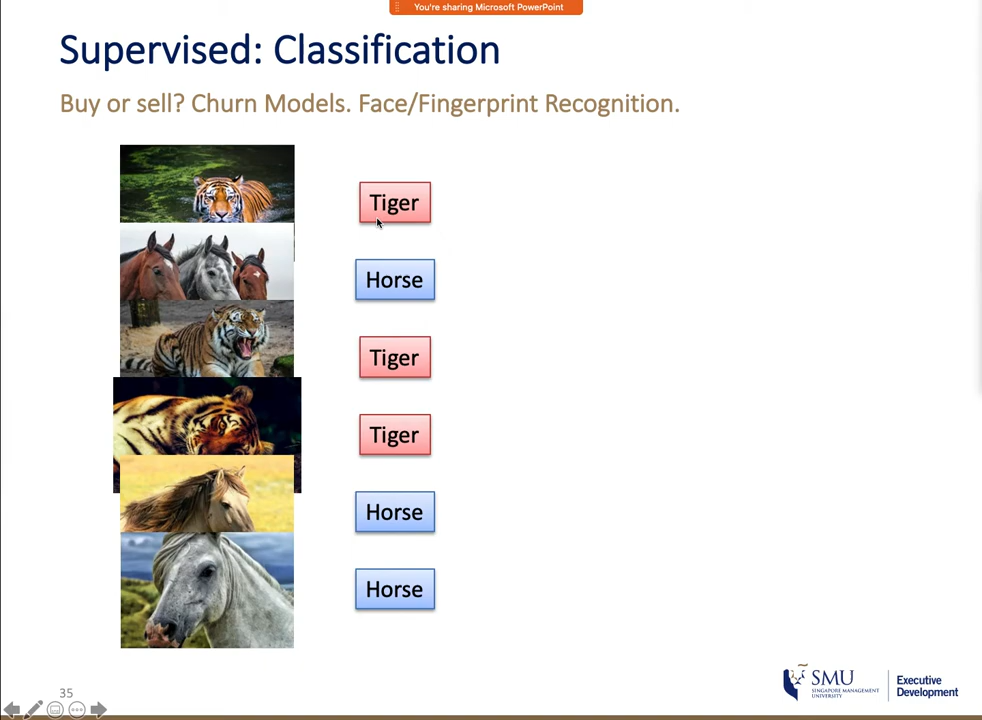 You're sharing Microsoft PowerPoint
Supervised: Classification
Buy or sell? Churn Models. Face/Fingerprint Recognition.
Tiger
Horse
Tiger
Tiger
Horse
Horse
35
SMU
SINGAPORE MANAGEMENT
UNIVERSITY
Executive
Development